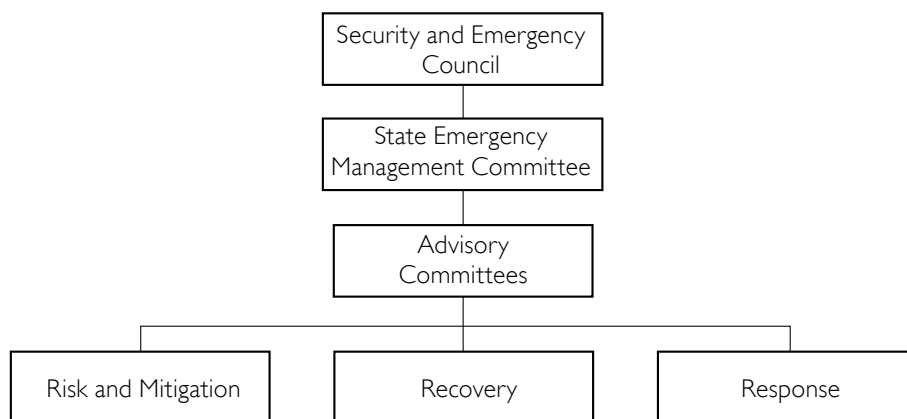 Security and Emergency
Council
State Emergency
Management Committee
Advisory
Committees
Risk and Mitigation
Recovery
Response